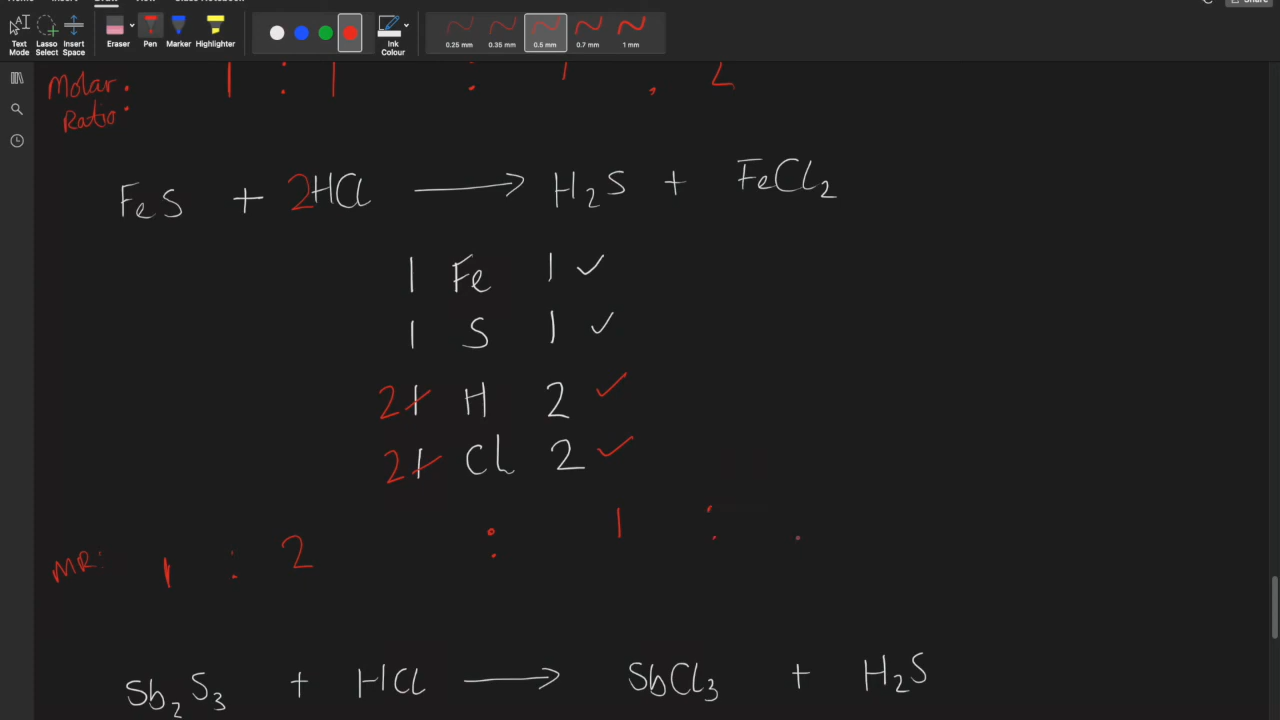 Text Mode Lasso Select Insert Space Eraser Pen Marker Highlighter Ink Colour 0.25 mm 0.35 mm 0.5 mm 0.7 mm 1 mm
Molar Ratio: 1 : 1 : 1 : 2
FeS + 2HCl ⟶ H₂S + FeCl₂
1 Fe 1 ✓
1 S 1 ✓
2 1 H 2 ✓
2 1 Cl 2 ✓
MR: 1 : 2 : 1 :
Sb₂S₃ + HCl ⟶ SbCl₃ + H₂S